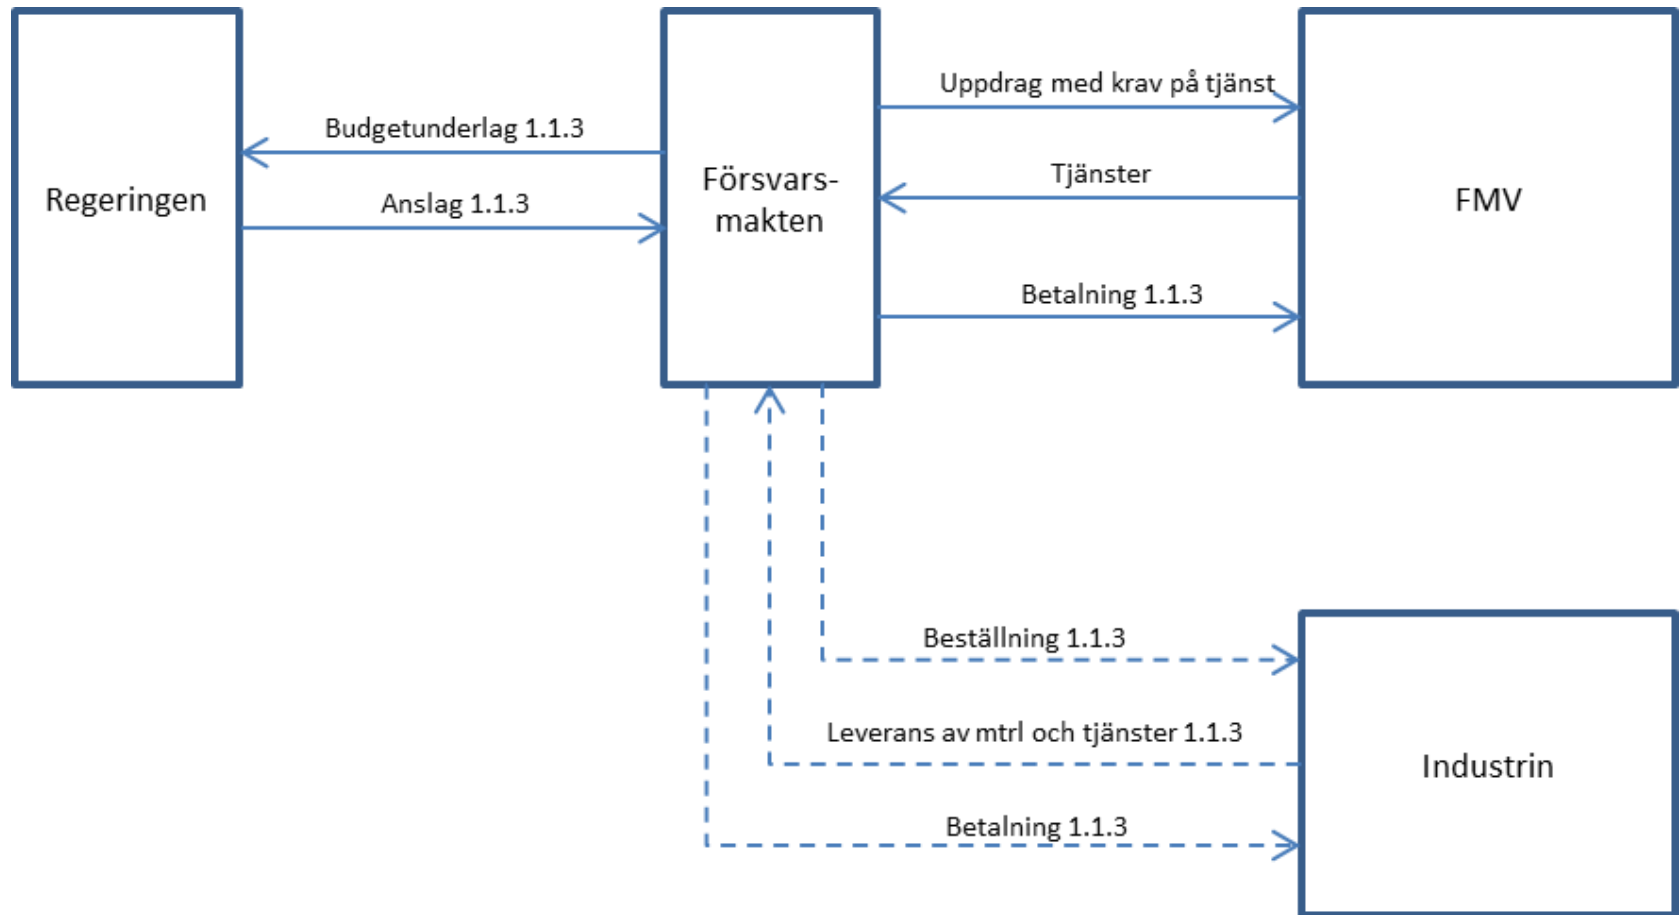 Regeringen
Budgetunderlag 1.1.3
Anslag 1.1.3
Försvars-
makten
Uppdrag med krav på tjänst
Tjänster
Betalning 1.1.3
FMV
Beställning 1.1.3
Leverans av mtrl och tjänster 1.1.3
Betalning 1.1.3
Industrin